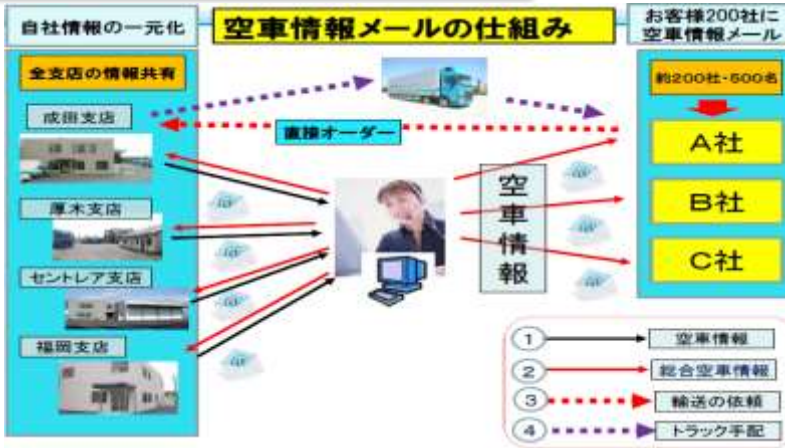 自社情報の一元化
空車情報メールの仕組み
お客様200社に
空車情報メール
全支店の情報共有
約200社・500名
成田支店
直接オーダー
A社
厚木支店
空車情報
B社
セントレア支店
C社
福岡支店
1 空車情報
2 総合空車情報
3 輸送の依頼
4 トラック手配